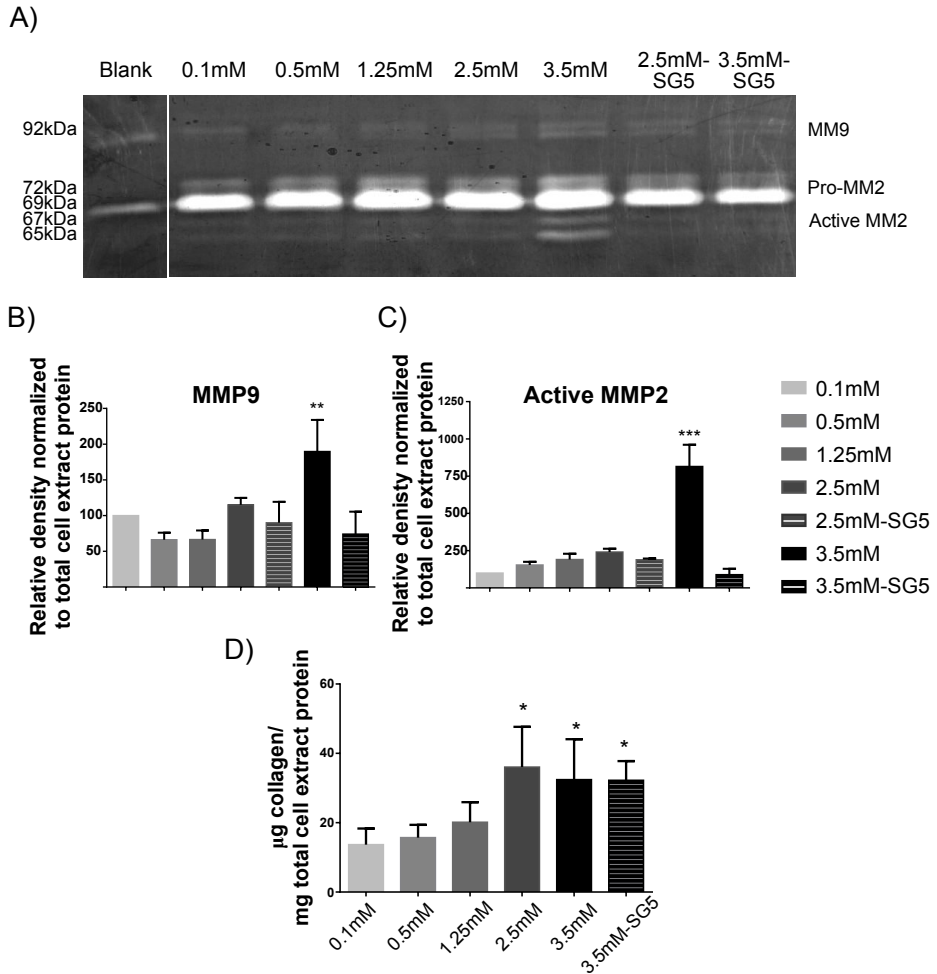 A)
Blank 0.1mM 0.5mM 1.25mM 2.5mM 3.5mM 2.5mM- 3.5mM-
SG5 SG5
92kDa MM9
72kDa Pro-MM2
69kDa
67kDa Active MM2
65kDa
B)
MMP9
Relative density normalized
to total cell extract protein
250
200
150
100
50
**
C)
Active MMP2
Relative denisty normalized
to total cell extract protein
1250
1000
750
500
250
***
0.1mM
0.5mM
1.25mM
2.5mM
2.5mM-SG5
3.5mM
3.5mM-SG5
D)
µg collagen/
mg total cell extract protein
60
40
20
0
* * *
0.1mM 0.5mM 1.25mM 2.5mM 3.5mM 3.5mM-SG5